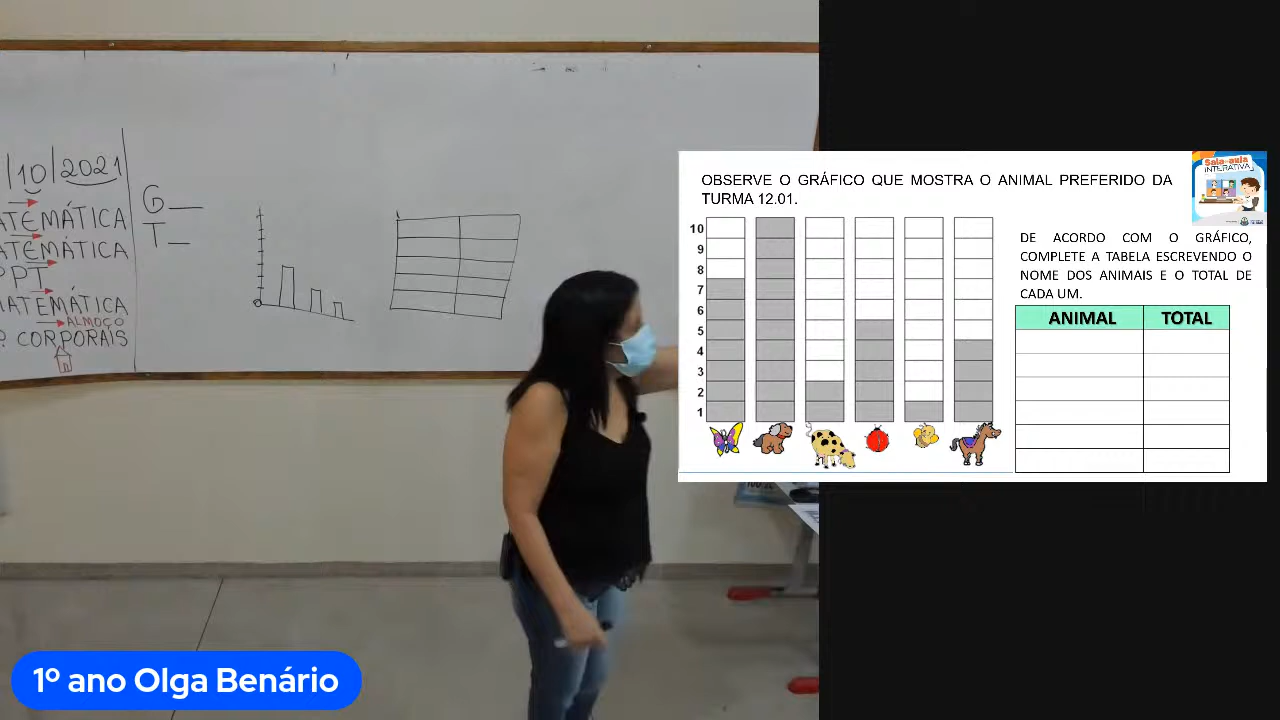 /10/2021
ATEMÁTICA
ATEMÁTICA
PPT
MATEMÁTICA
ALMOÇO
CORPORAIS
G
T
OBSERVE O GRÁFICO QUE MOSTRA O ANIMAL PREFERIDO DA
TURMA 12.01.
Sala de aula
INTERATIVA
10
9
8
7
6
5
4
3
2
1
DE ACORDO COM O GRÁFICO,
COMPLETE A TABELA ESCREVENDO O
NOME DOS ANIMAIS E O TOTAL DE
CADA UM.
ANIMAL TOTAL
1º ano Olga Benário